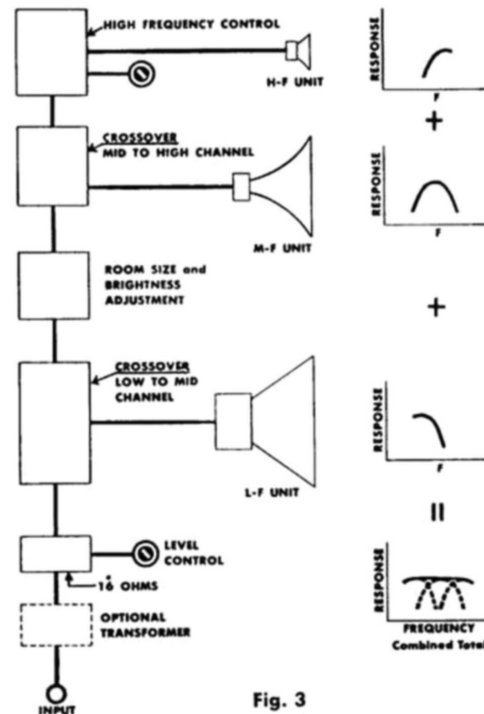 HIGH FREQUENCY CONTROL
H-F UNIT
RESPONSE
F
+
CROSSOVER
MID TO HIGH CHANNEL
M-F UNIT
RESPONSE
F
+
ROOM SIZE and
BRIGHTNESS
ADJUSTMENT
CROSSOVER
LOW TO MID
CHANNEL
L-F UNIT
RESPONSE
F
=
LEVEL
CONTROL
16 OHMS
OPTIONAL
TRANSFORMER
INPUT
RESPONSE
FREQUENCY
Combined Total
Fig. 3